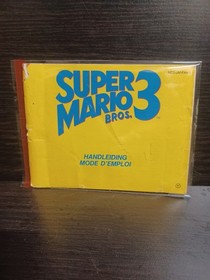 SUPER
MARIO 3
BROS.
HANDLEIDING
MODE D'EMPLOI